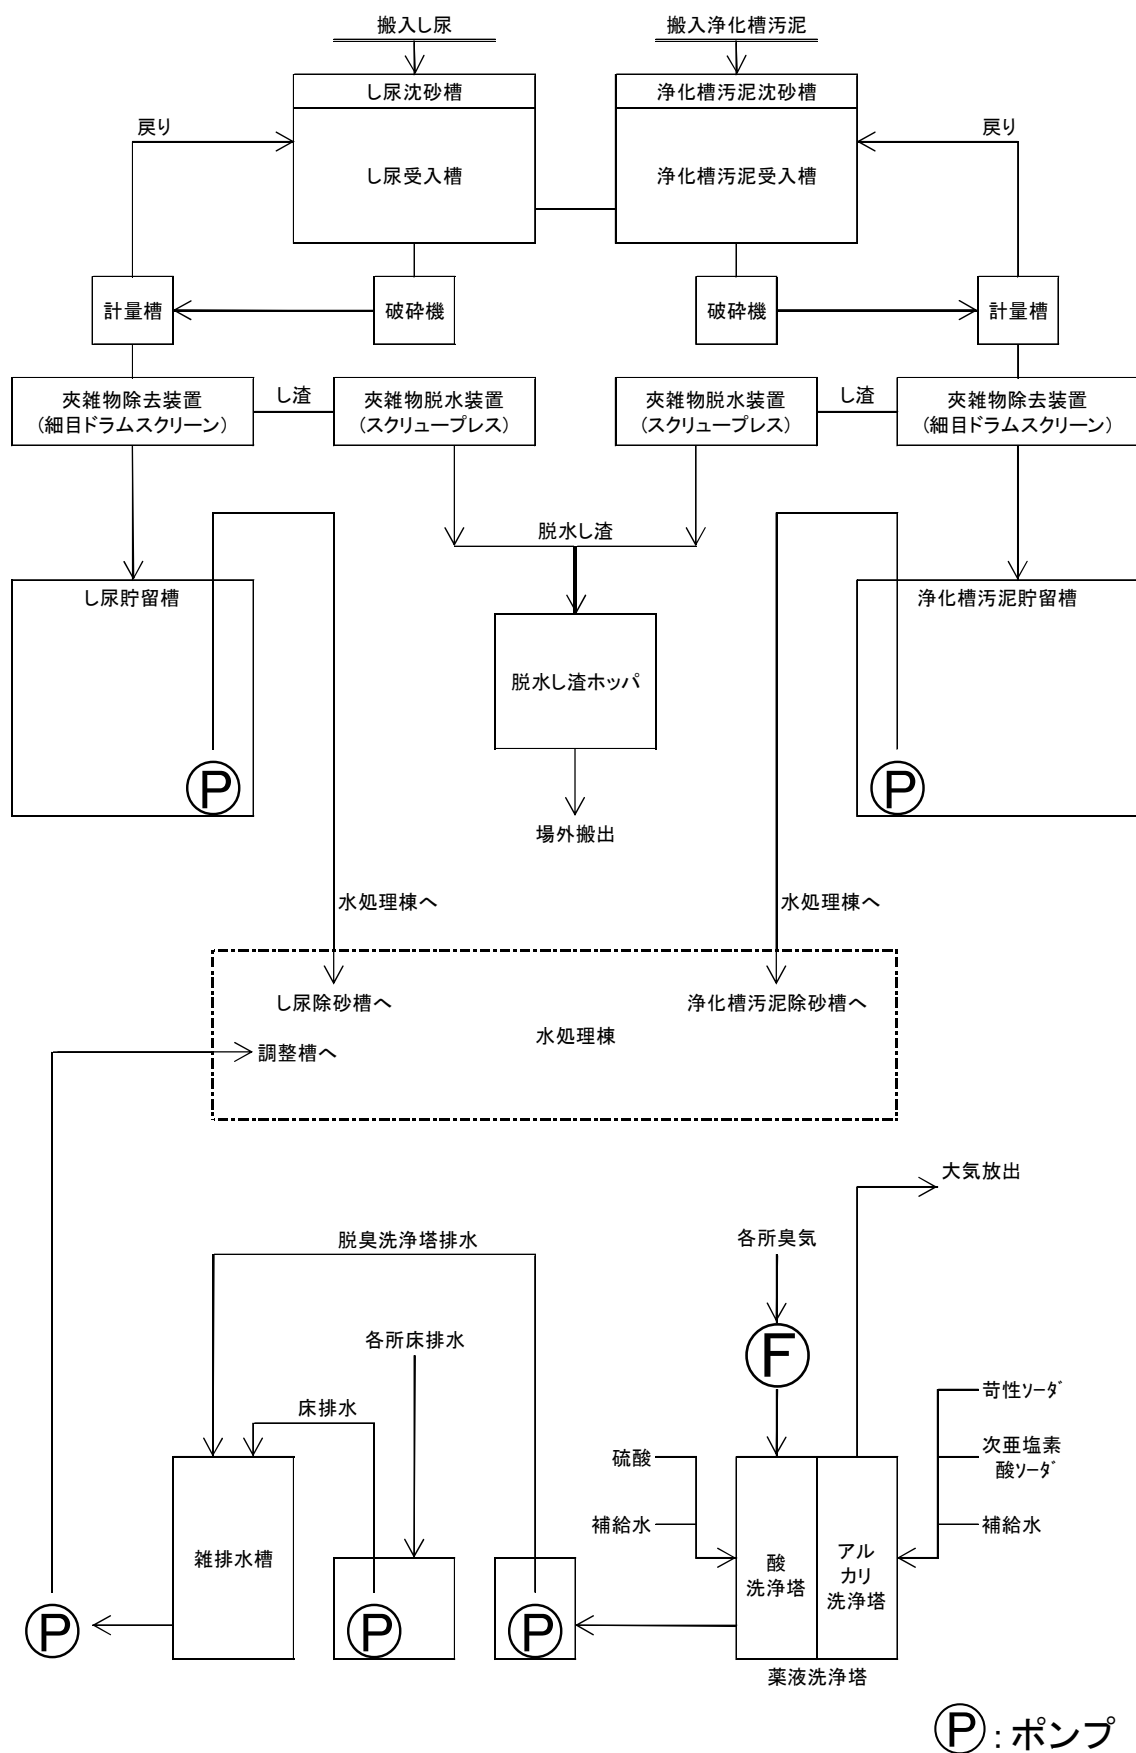 搬入し尿
搬入浄化槽汚泥
し尿沈砂槽
浄化槽汚泥沈砂槽
戻り
戻り
し尿受入槽
浄化槽汚泥受入槽
計量槽
破砕機
破砕機
計量槽
夾雑物除去装置
(細目ドラムスクリーン)
し渣
夾雑物脱水装置
(スクリュープレス)
夾雑物脱水装置
(スクリュープレス)
し渣
夾雑物除去装置
(細目ドラムスクリーン)
脱水し渣
し尿貯留槽
浄化槽汚泥貯留槽
脱水し渣ホッパ
P
P
場外搬出
水処理棟へ
水処理棟へ
し尿除砂槽へ
浄化槽汚泥除砂槽へ
水処理棟
調整槽へ
大気放出
脱臭洗浄塔排水
各所臭気
各所床排水
F
床排水
苛性ソーダ
硫酸
次亜塩素
酸ソーダ
補給水
補給水
雑排水槽
酸
洗浄塔
アル
カリ
洗浄塔
P
P
P
薬液洗浄塔
P：ポンプ